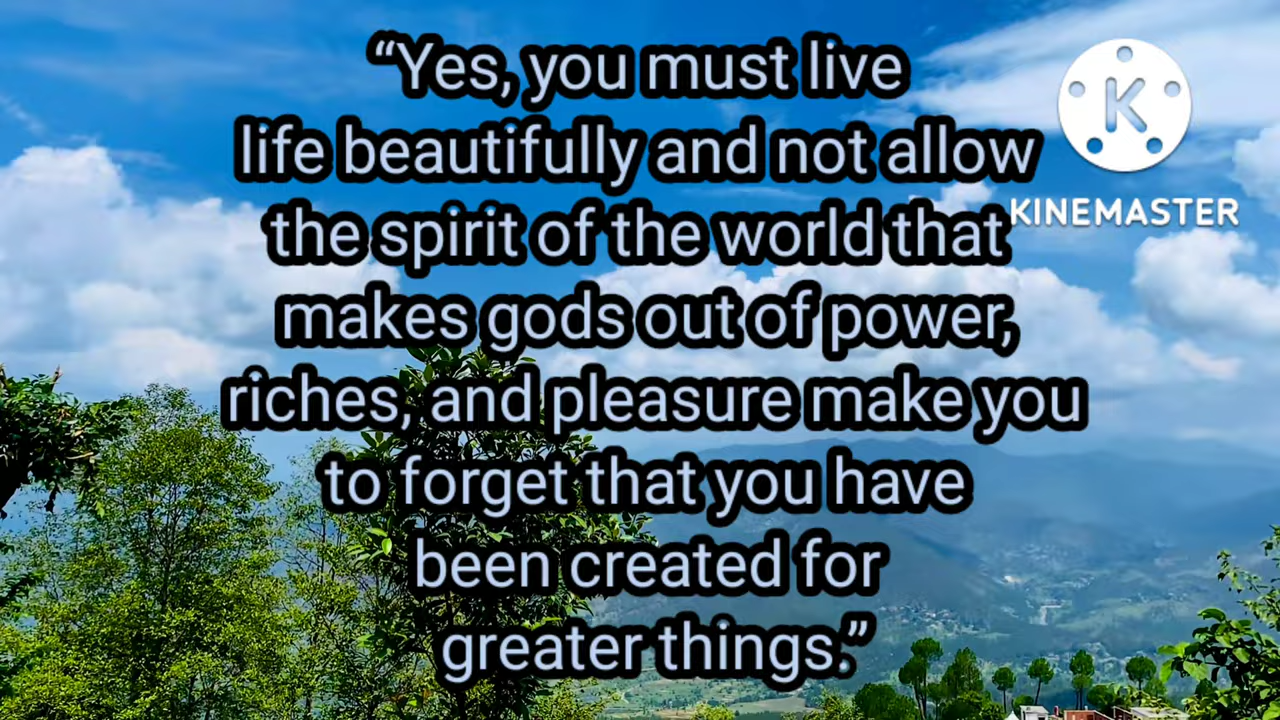 “Yes, you must live
life beautifully and not allow
the spirit of the world that
makes gods out of power,
riches, and pleasure make you
to forget that you have
been created for
greater things.”
K
KINEMASTER